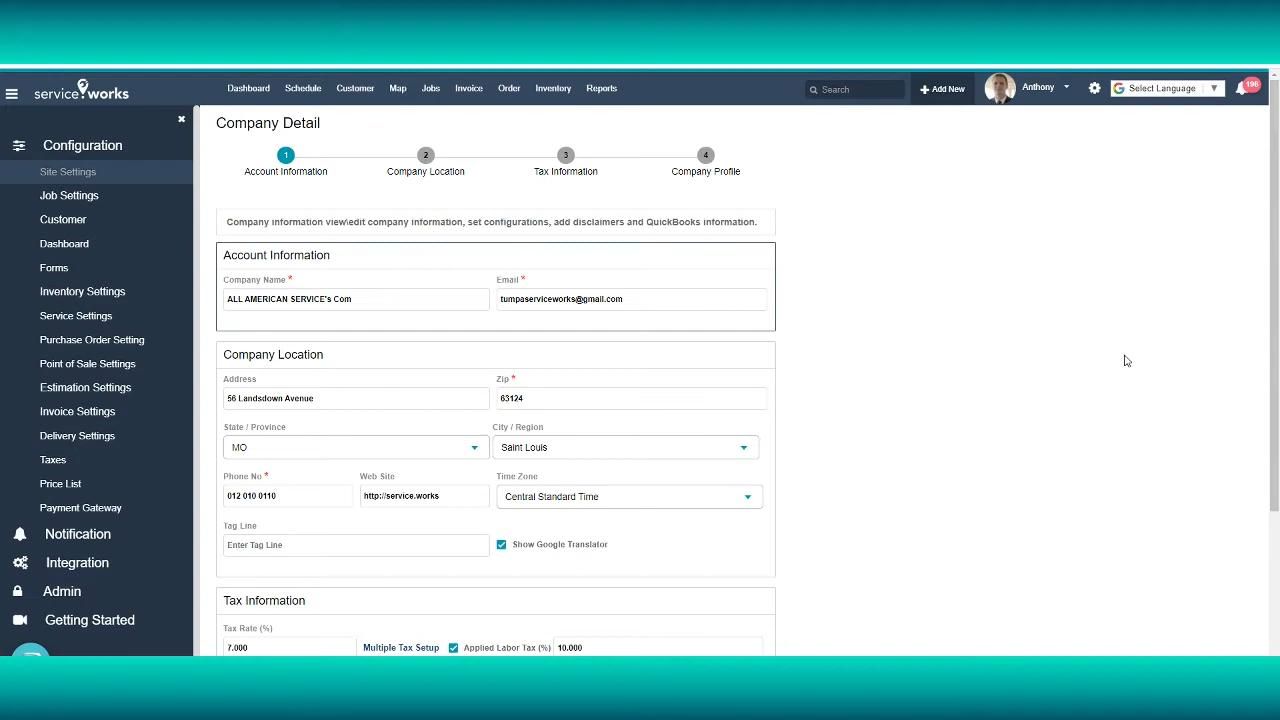 service.works
Dashboard Schedule Customer Map Jobs Invoice Order Inventory Reports
Search
Add New
Anthony
Select Language
198
Configuration
Site Settings
Job Settings
Customer
Dashboard
Forms
Inventory Settings
Service Settings
Purchase Order Setting
Point of Sale Settings
Estimation Settings
Invoice Settings
Delivery Settings
Taxes
Price List
Payment Gateway
Notification
Integration
Admin
Getting Started
Company Detail
1 2 3 4
Account Information Company Location Tax Information Company Profile
Company information view\edit company information, set configurations, add disclaimers and QuickBooks information.
Account Information
Company Name * Email *
ALL AMERICAN SERVICE's Com tumpaserviceworks@gmail.com
Company Location
Address Zip *
56 Landsdown Avenue 63124
State / Province City / Region
MO Saint Louis
Phone No * Web Site Time Zone
012 010 0110 http://service.works Central Standard Time
Tag Line
Enter Tag Line Show Google Translator
Tax Information
Tax Rate (%)
7.000 Multiple Tax Setup Applied Labor Tax (%) 10.000